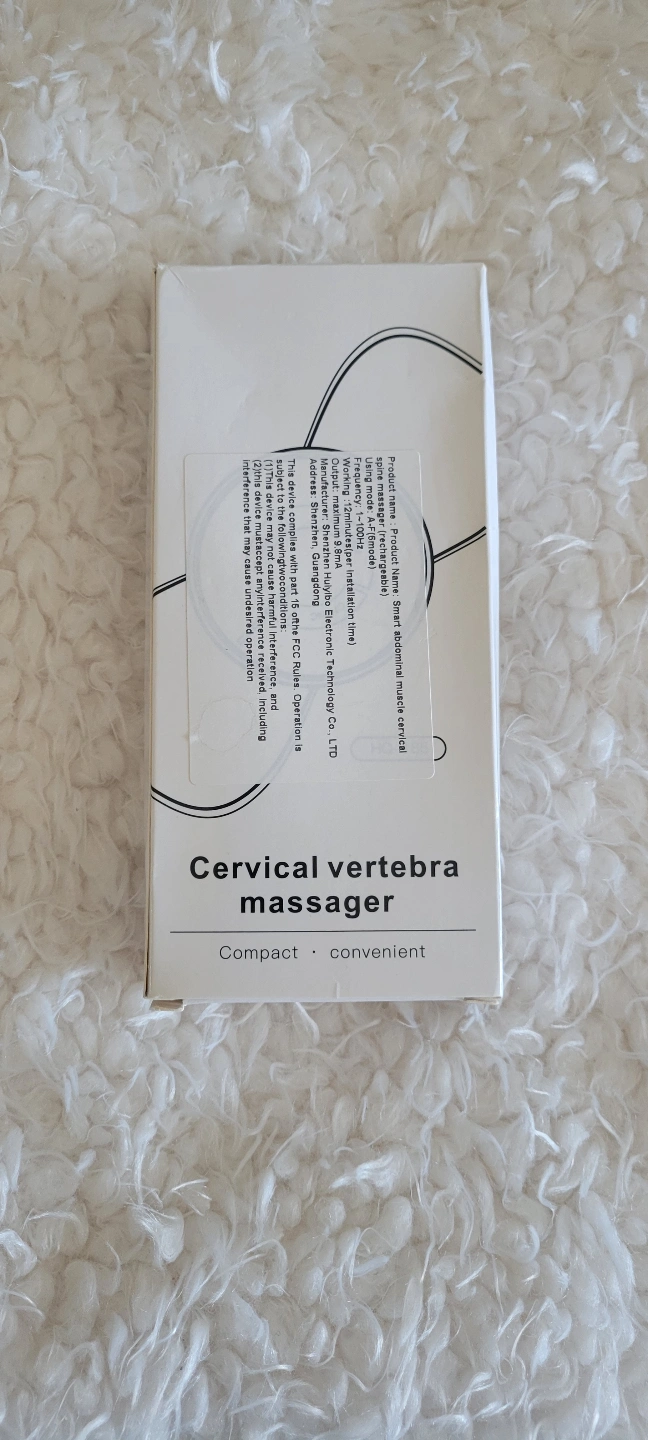 Product name : Product Name: Smart abdominal muscle cervical
spine massager (rechargeable)
Using mode: A-F(6mode)
Frequency: 1~100Hz
Working :12minutes(per installation time)
Output: maximum 9.8mA
Manufacturer: Shenzhen Huiyibo Electronic Technology Co., LTD
Address: Shenzhen, Guangdong
This device complies with part 15 ofthe FCC Rules. Operation is
subject to the followingtwoconditions:
(1)This device may not cause harmful interference, and
(2)this device mustaccept anyinterference received, including
interference that may cause undesired operation
Cervical vertebra
massager
Compact · convenient